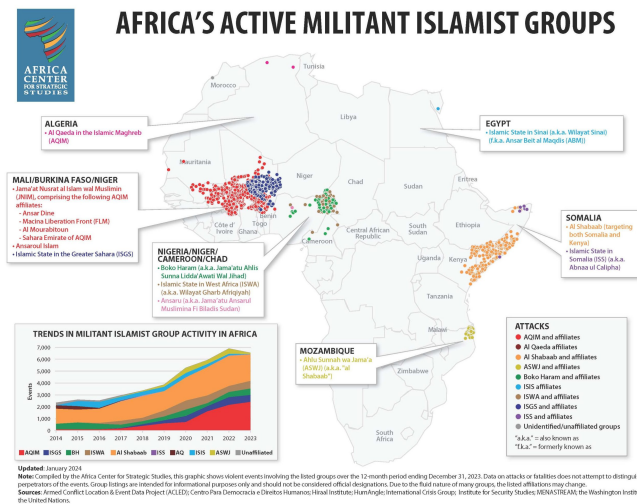 AFRICA
CENTER
FOR STRATEGIC
STUDIES
AFRICA'S ACTIVE MILITANT ISLAMIST GROUPS
Morocco
Tunisia
Libya
Mauritania
Niger
Chad
Sudan
Eritrea
Ethiopia
Côte d'
Ivoire
Ghana
Togo
Benin
Cameroon
Central African
Republic
South
Sudan
Uganda
Kenya
Tanzania
Malawi
Zimbabwe
South
Africa
ALGERIA
• Al Qaeda in the Islamic Maghreb
(AQIM)
EGYPT
• Islamic State in Sinai (a.k.a. Wilayat Sinai)
(f.k.a. Ansar Beit al Maqdis (ABM))
MALI/BURKINA FASO/NIGER
• Jama'at Nusrat al Islam wal Muslimin
(JNIM), comprising the following AQIM
affiliates:
- Ansar Dine
- Macina Liberation Front (FLM)
- Al Mourabitoun
- Sahara Emirate of AQIM
• Ansaroul Islam
• Islamic State in the Greater Sahara (ISGS)
SOMALIA
• Al Shabaab (targeting
both Somalia and
Kenya)
• Islamic State in
Somalia (ISS) (a.k.a.
Abnaa ul Calipha)
NIGERIA/NIGER/
CAMEROON/CHAD
• Boko Haram (a.k.a. Jama'atu Ahlis
Sunna Lidda'Awati Wal Jihad)
• Islamic State in West Africa (ISWA)
(a.k.a. Wilayat Gharb Afriqiyah)
• Ansaru (a.k.a. Jama'atu Ansarul
Muslimina Fi Biladis Sudan)
MOZAMBIQUE
• Ahlu Sunnah wa Jama'a
(ASWJ) (a.k.a. "al
Shabaab")
TRENDS IN MILITANT ISLAMIST GROUP ACTIVITY IN AFRICA
Events
7,000
6,000
5,000
4,000
3,000
2,000
1,000
0
2014 2015 2016 2017 2018 2019 2020 2021 2022 2023
AQIM ISGS BH ISWA Al Shabaab ISS AQ ISIS ASWJ Unaffiliated
ATTACKS
AQIM and affiliates
Al Qaeda affiliates
Al Shabaab and affiliates
ASWJ and affiliates
Boko Haram and affiliates
ISIS affiliates
ISWA and affiliates
ISGS and affiliates
ISS and affiliates
Unidentified/unaffiliated groups
"a.k.a." = also known as
"f.k.a." = formerly known as
Updated: January 2024
Note: Compiled by the Africa Center for Strategic Studies, this graphic shows violent events involving the listed groups over the 12-month period ending December 31, 2023. Data on attacks or fatalities does not attempt to distingui
perpetrators of the events. Group listings are intended for informational purposes only and should not be considered official designations. Due to the fluid nature of many groups, the listed affiliations may change.
Sources: Armed Conflict Location & Event Data Project (ACLED); Centro Para Democracia e Direitos Humanos; Hiraal Institute; HumAngle; International Crisis Group; Institute for Security Studies; MENASTREAM; the Washington Insti
the United Nations.